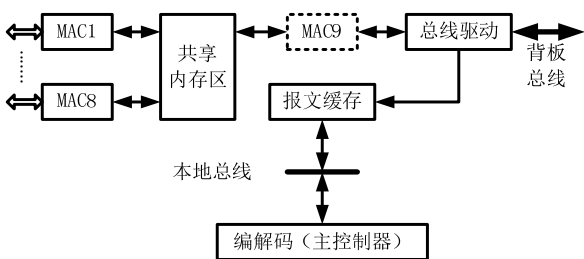 MAC1
共享
内存区
MAC9
总线驱动
背板
总线
MAC8
报文缓存
本地总线
编解码（主控制器）